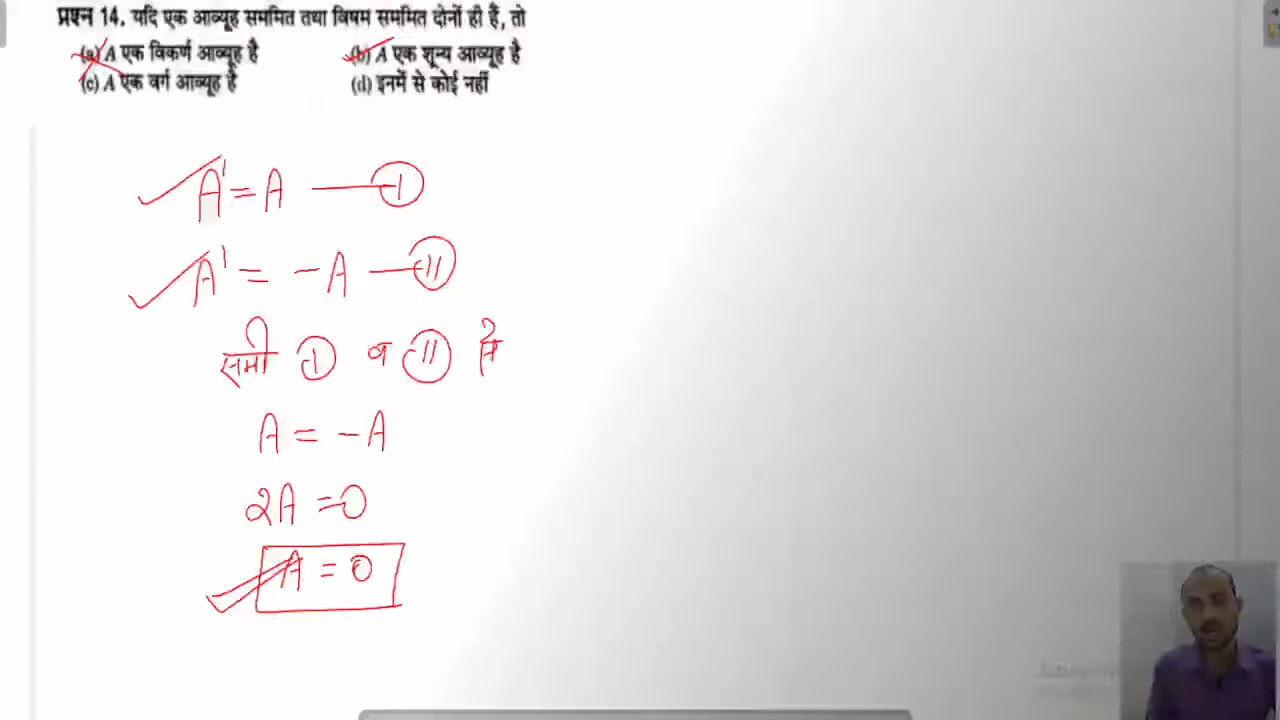 प्रश्न 14. यदि एक आव्यूह सममित तथा विषम सममित दोनों ही हैं, तो
(a) A एक विकर्ण आव्यूह है (b) A एक शून्य आव्यूह है
(c) A एक वर्ग आव्यूह है (d) इनमें से कोई नहीं
A' = A — I
A' = -A — II
समी I व II से
A = -A
2A = 0
A = 0